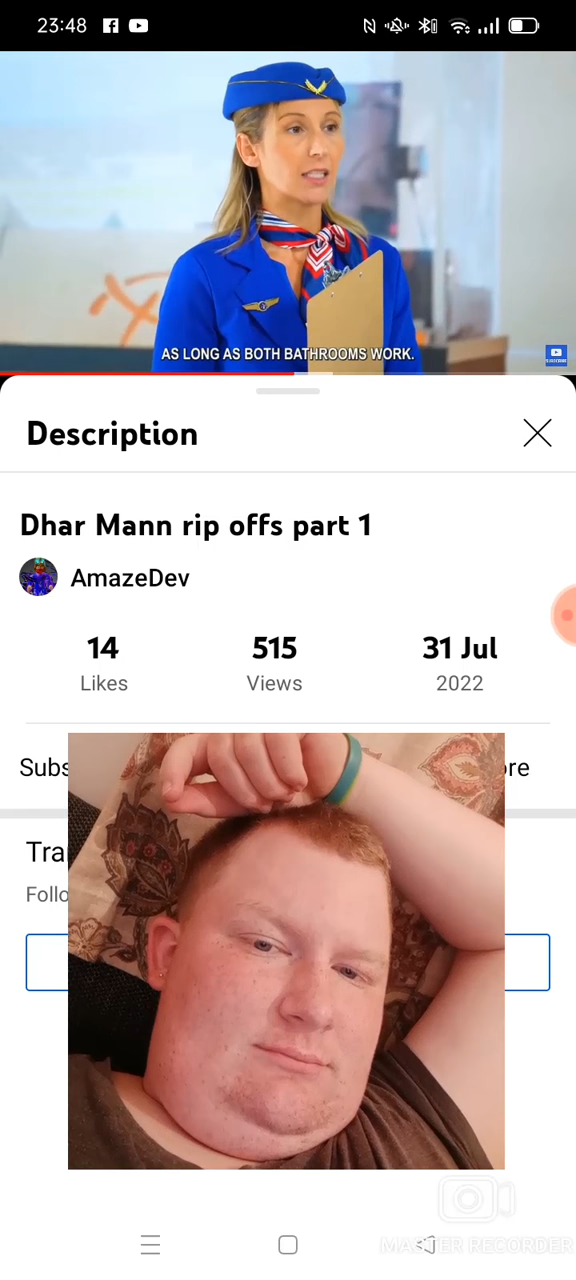 23:48
AS LONG AS BOTH BATHROOMS WORK.
Description
Dhar Mann rip offs part 1
AmazeDev
14 515 31 Jul
Likes Views 2022
Subs ore
Tra
Follo
MASTER RECORDER